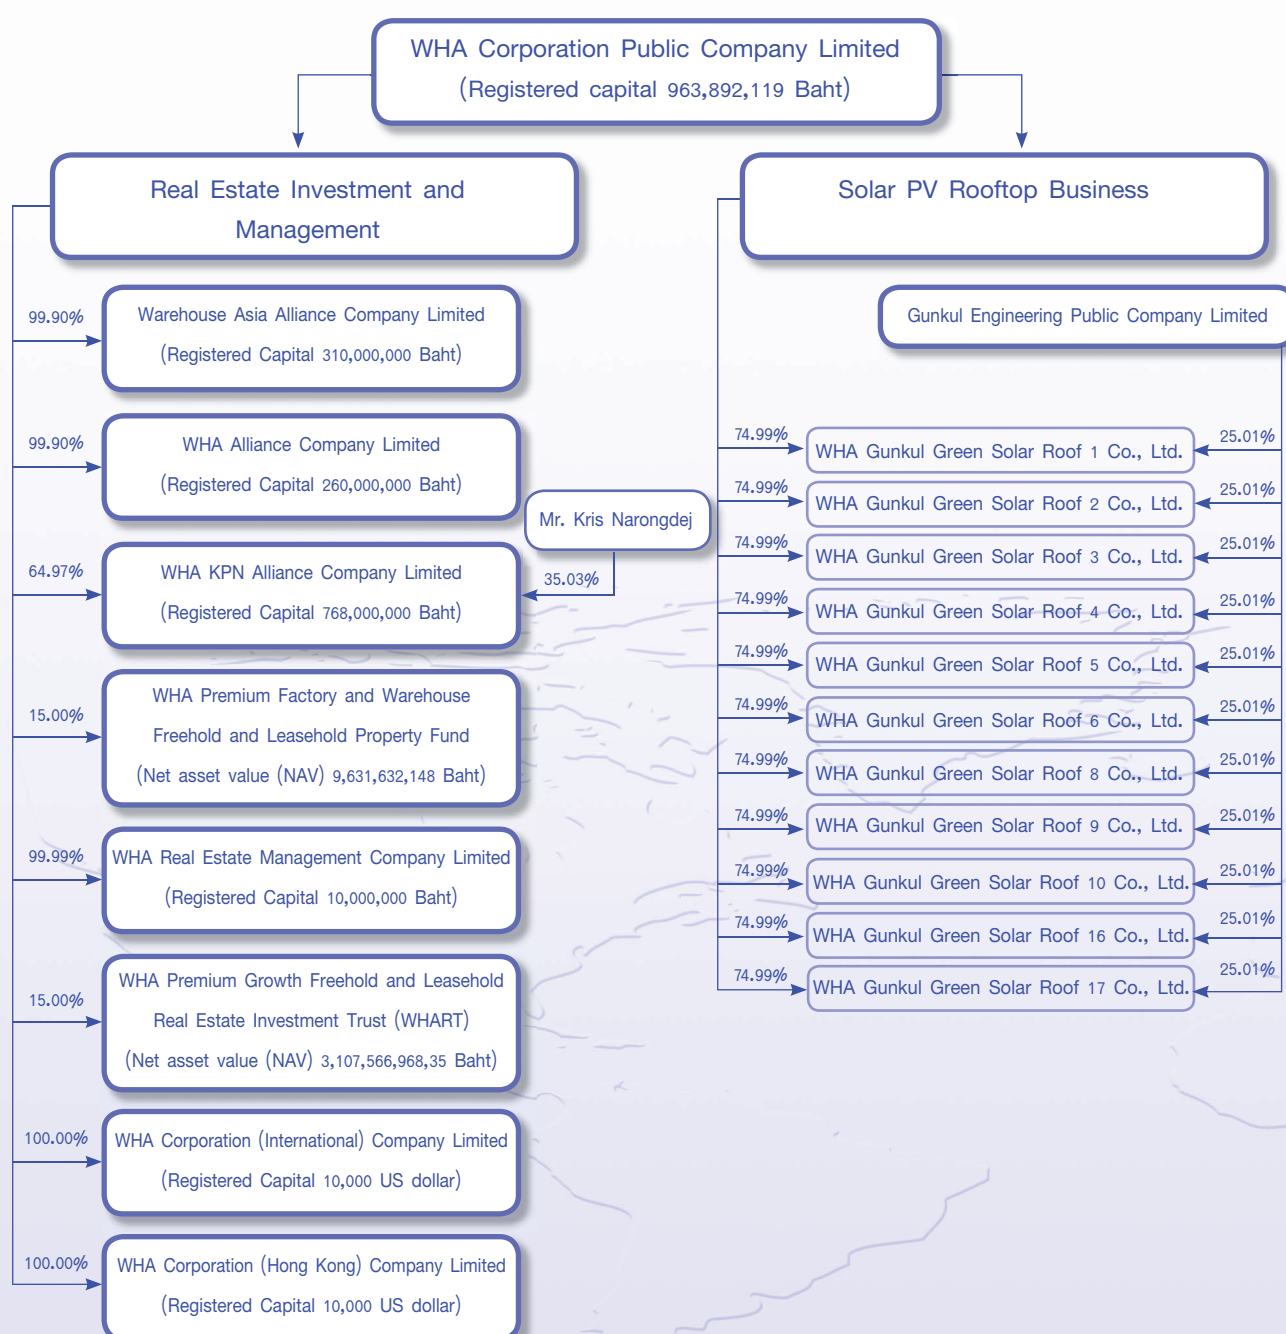 WHA Corporation Public Company Limited
(Registered capital 963,892,119 Baht)
Real Estate Investment and
Management
99.90%
Warehouse Asia Alliance Company Limited
(Registered Capital 310,000,000 Baht)
99.90%
WHA Alliance Company Limited
(Registered Capital 260,000,000 Baht)
Mr. Kris Narongdej
35.03%
64.97%
WHA KPN Alliance Company Limited
(Registered Capital 768,000,000 Baht)
15.00%
WHA Premium Factory and Warehouse
Freehold and Leasehold Property Fund
(Net asset value (NAV) 9,631,632,148 Baht)
99.99%
WHA Real Estate Management Company Limited
(Registered Capital 10,000,000 Baht)
15.00%
WHA Premium Growth Freehold and Leasehold
Real Estate Investment Trust (WHART)
(Net asset value (NAV) 3,107,566,968,35 Baht)
100.00%
WHA Corporation (International) Company Limited
(Registered Capital 10,000 US dollar)
100.00%
WHA Corporation (Hong Kong) Company Limited
(Registered Capital 10,000 US dollar)
Solar PV Rooftop Business
Gunkul Engineering Public Company Limited
74.99% WHA Gunkul Green Solar Roof 1 Co., Ltd. 25.01%
74.99% WHA Gunkul Green Solar Roof 2 Co., Ltd. 25.01%
74.99% WHA Gunkul Green Solar Roof 3 Co., Ltd. 25.01%
74.99% WHA Gunkul Green Solar Roof 4 Co., Ltd. 25.01%
74.99% WHA Gunkul Green Solar Roof 5 Co., Ltd. 25.01%
74.99% WHA Gunkul Green Solar Roof 6 Co., Ltd. 25.01%
74.99% WHA Gunkul Green Solar Roof 8 Co., Ltd. 25.01%
74.99% WHA Gunkul Green Solar Roof 9 Co., Ltd. 25.01%
74.99% WHA Gunkul Green Solar Roof 10 Co., Ltd. 25.01%
74.99% WHA Gunkul Green Solar Roof 16 Co., Ltd. 25.01%
74.99% WHA Gunkul Green Solar Roof 17 Co., Ltd. 25.01%